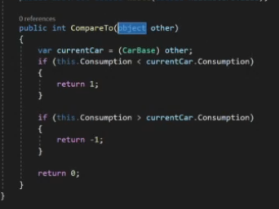 0 references
public int CompareTo(object other)
{
var currentCar = (CarBase) other;
if (this.Consumption < currentCar.Consumption)
{
return 1;
}
if (this.Consumption > currentCar.Consumption)
{
return -1;
}
return 0;
}
}